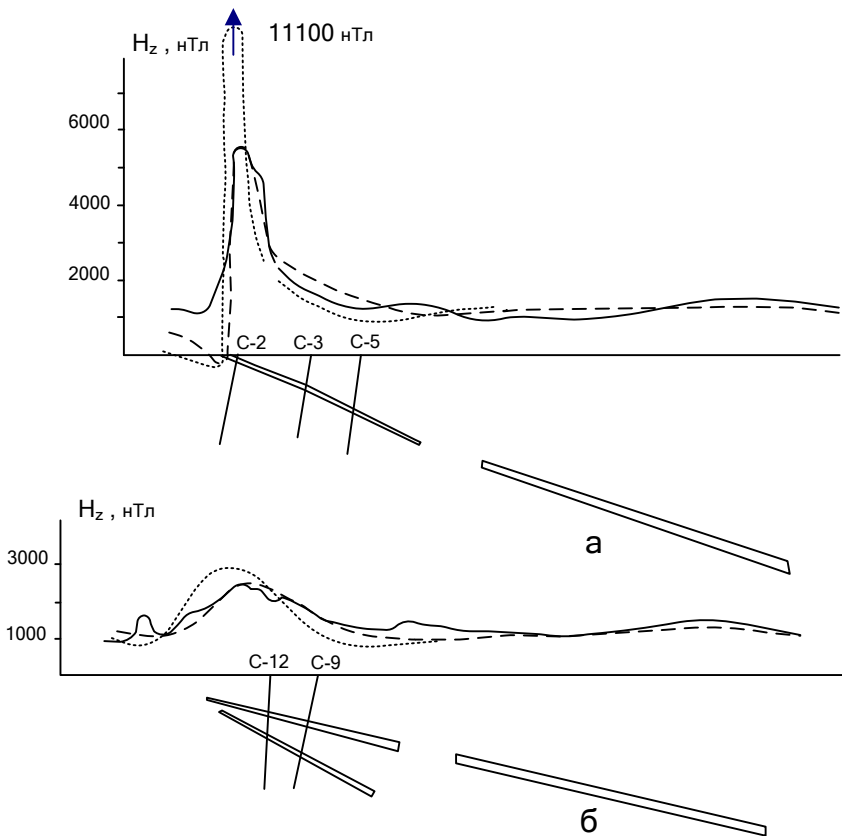 11100 нТл
Hz , нТл
6000
4000
2000
С-2 С-3 С-5
а
Hz , нТл
3000
1000
С-12 С-9
б